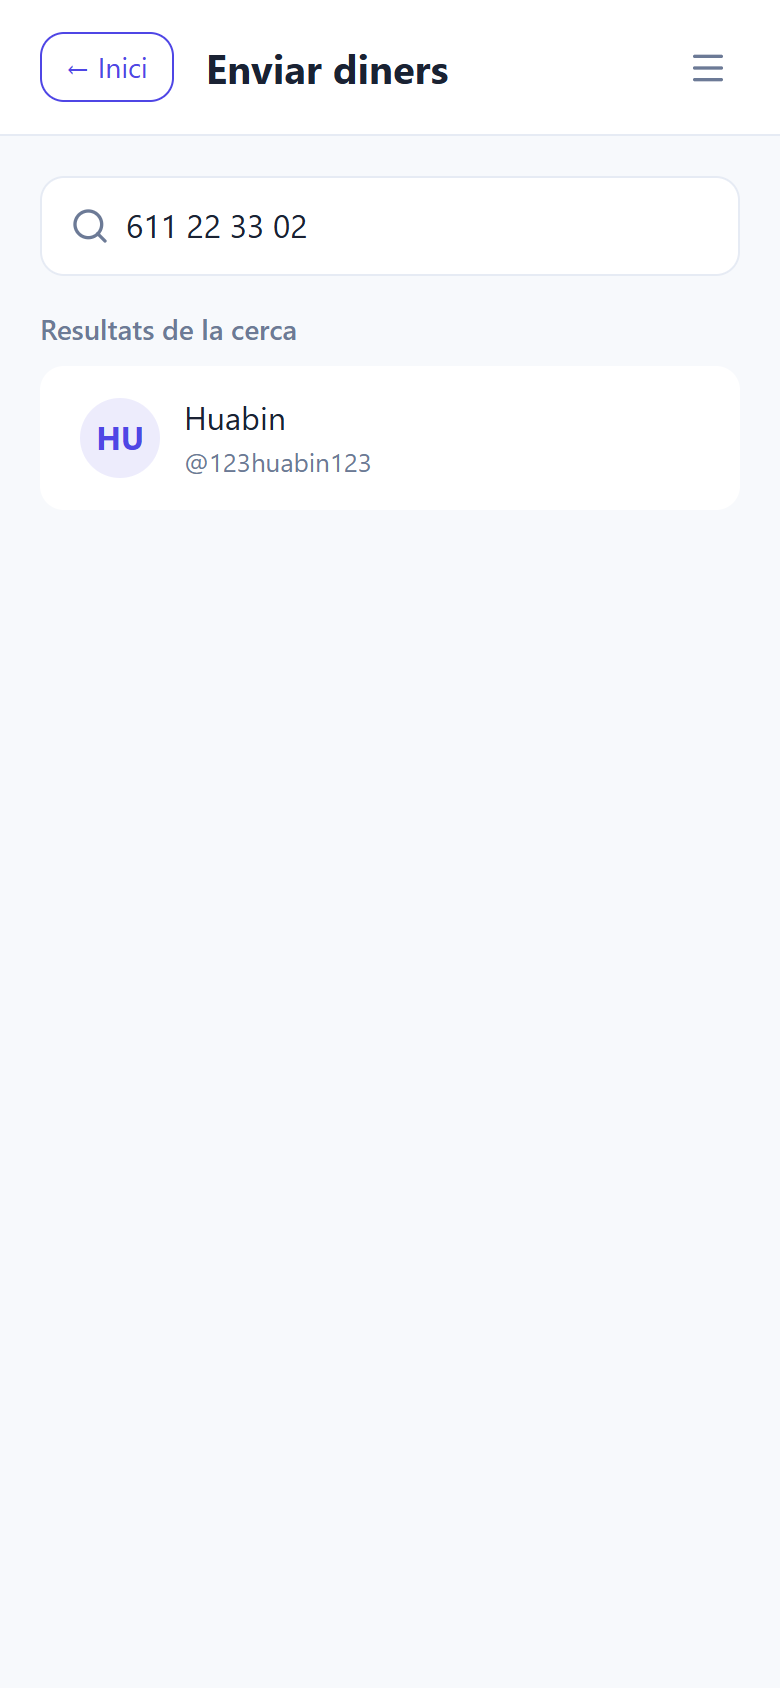 ← Inici
Enviar diners
611 22 33 02
Resultats de la cerca
HU
Huabin
@123huabin123